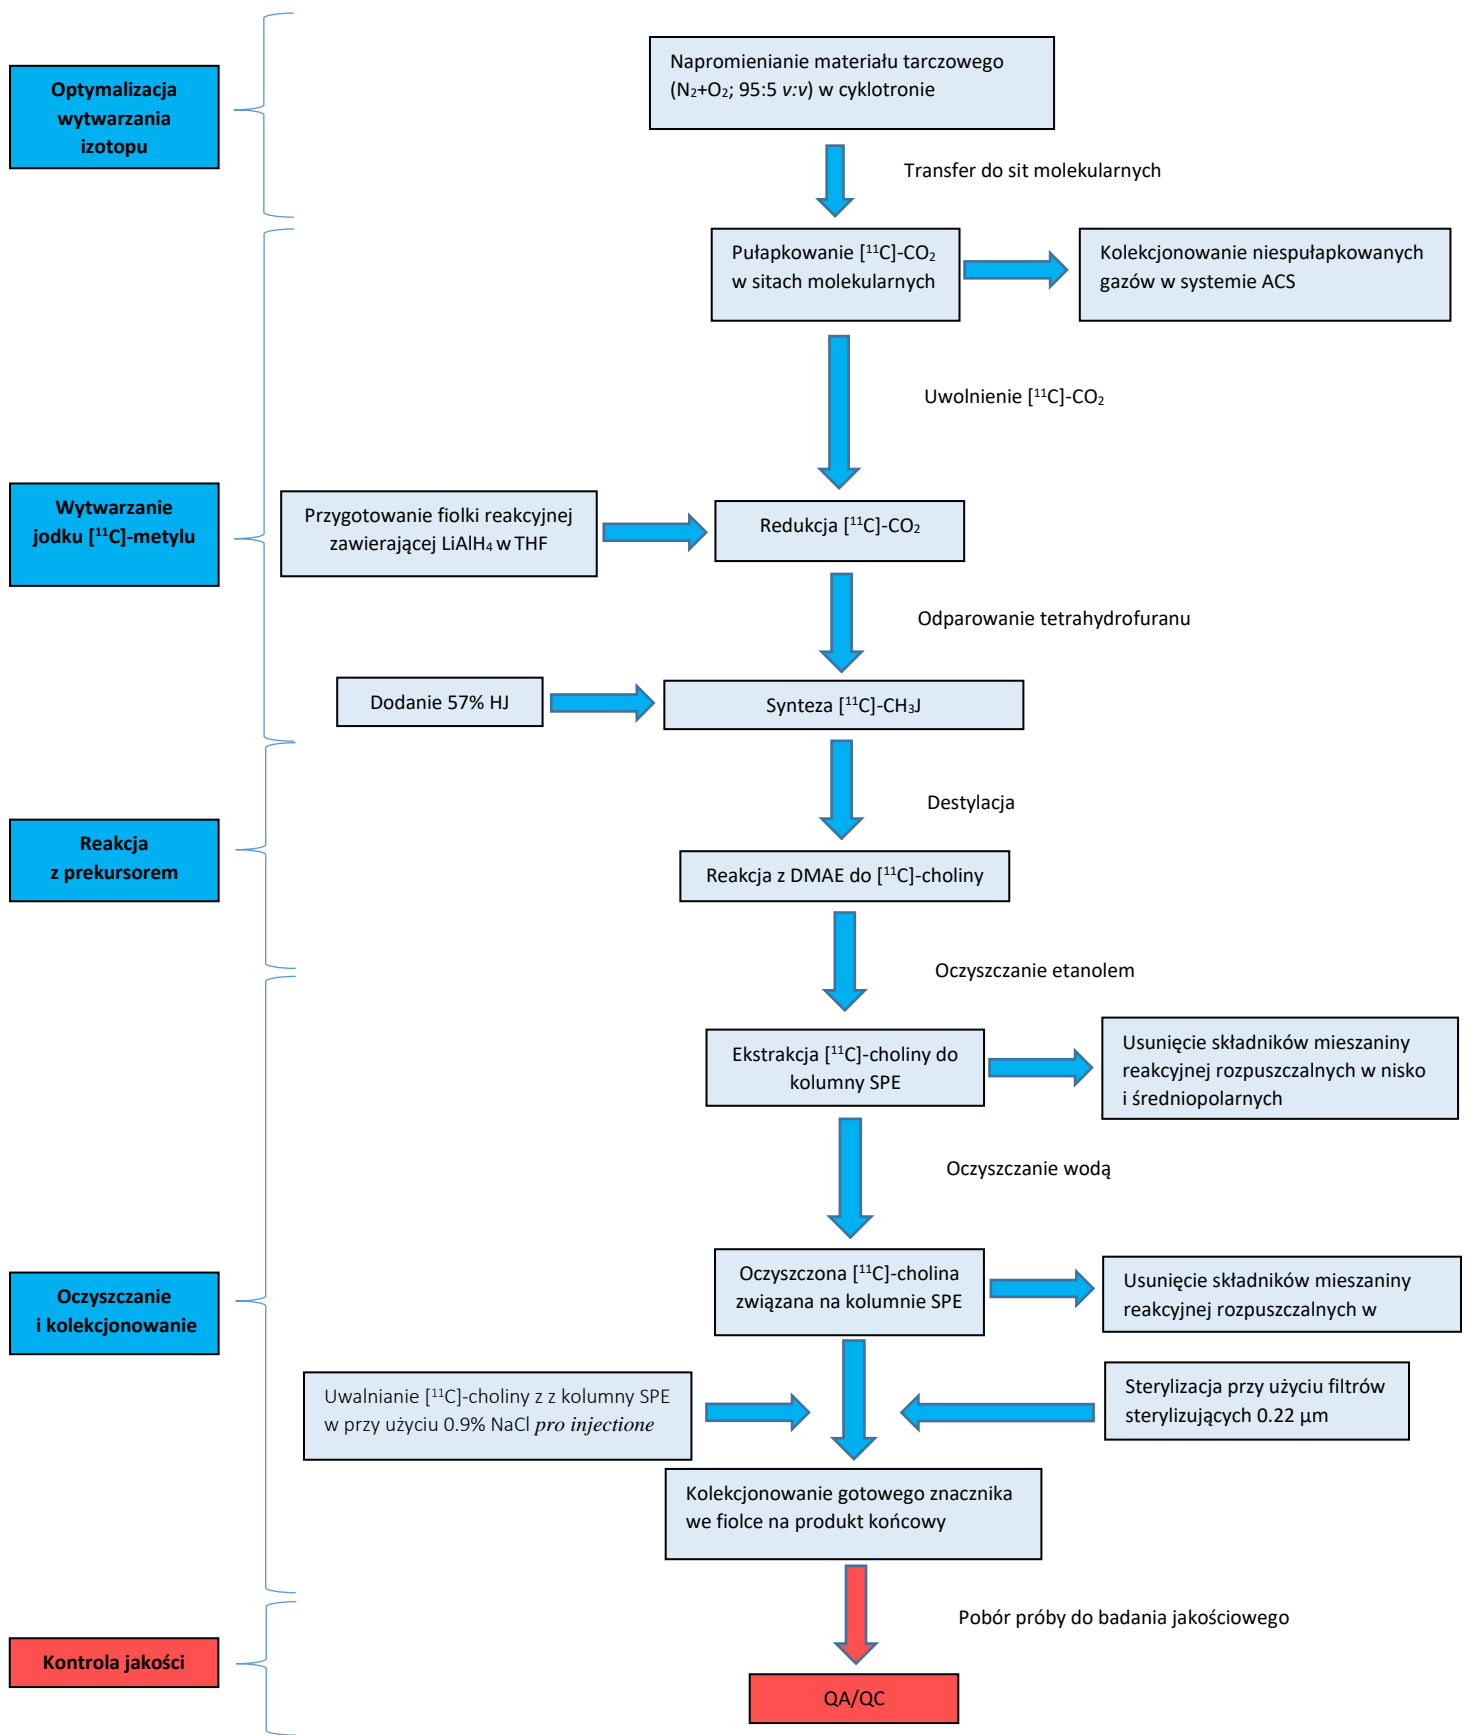 Optymalizacja
wytwarzania
izotopu
Napromienianie materiału tarczowego
(N₂+O₂; 95:5 v:v) w cyklotronie
Transfer do sit molekularnych
Pułapkowanie [¹¹C]-CO₂
w sitach molekularnych
Kolekcjonowanie niespułapkowanych
gazów w systemie ACS
Uwolnienie [¹¹C]-CO₂
Wytwarzanie
jodku [¹¹C]-metylu
Przygotowanie fiolki reakcyjnej
zawierającej LiAlH₄ w THF
Redukcja [¹¹C]-CO₂
Odparowanie tetrahydrofuranu
Dodanie 57% HJ
Synteza [¹¹C]-CH₃J
Destylacja
Reakcja
z prekursorem
Reakcja z DMAE do [¹¹C]-choliny
Oczyszczanie etanolem
Ekstrakcja [¹¹C]-choliny do
kolumny SPE
Usunięcie składników mieszaniny
reakcyjnej rozpuszczalnych w nisko
i średniopolarnych
Oczyszczanie wodą
Oczyszczanie
i kolekcjonowanie
Oczyszczona [¹¹C]-cholina
związana na kolumnie SPE
Usunięcie składników mieszaniny
reakcyjnej rozpuszczalnych w
Uwalnianie [¹¹C]-choliny z z kolumny SPE
w przy użyciu 0.9% NaCl pro injectione
Sterylizacja przy użyciu filtrów
sterylizujących 0.22 µm
Kolekcjonowanie gotowego znacznika
we fiolce na produkt końcowy
Pobór próby do badania jakościowego
Kontrola jakości
QA/QC